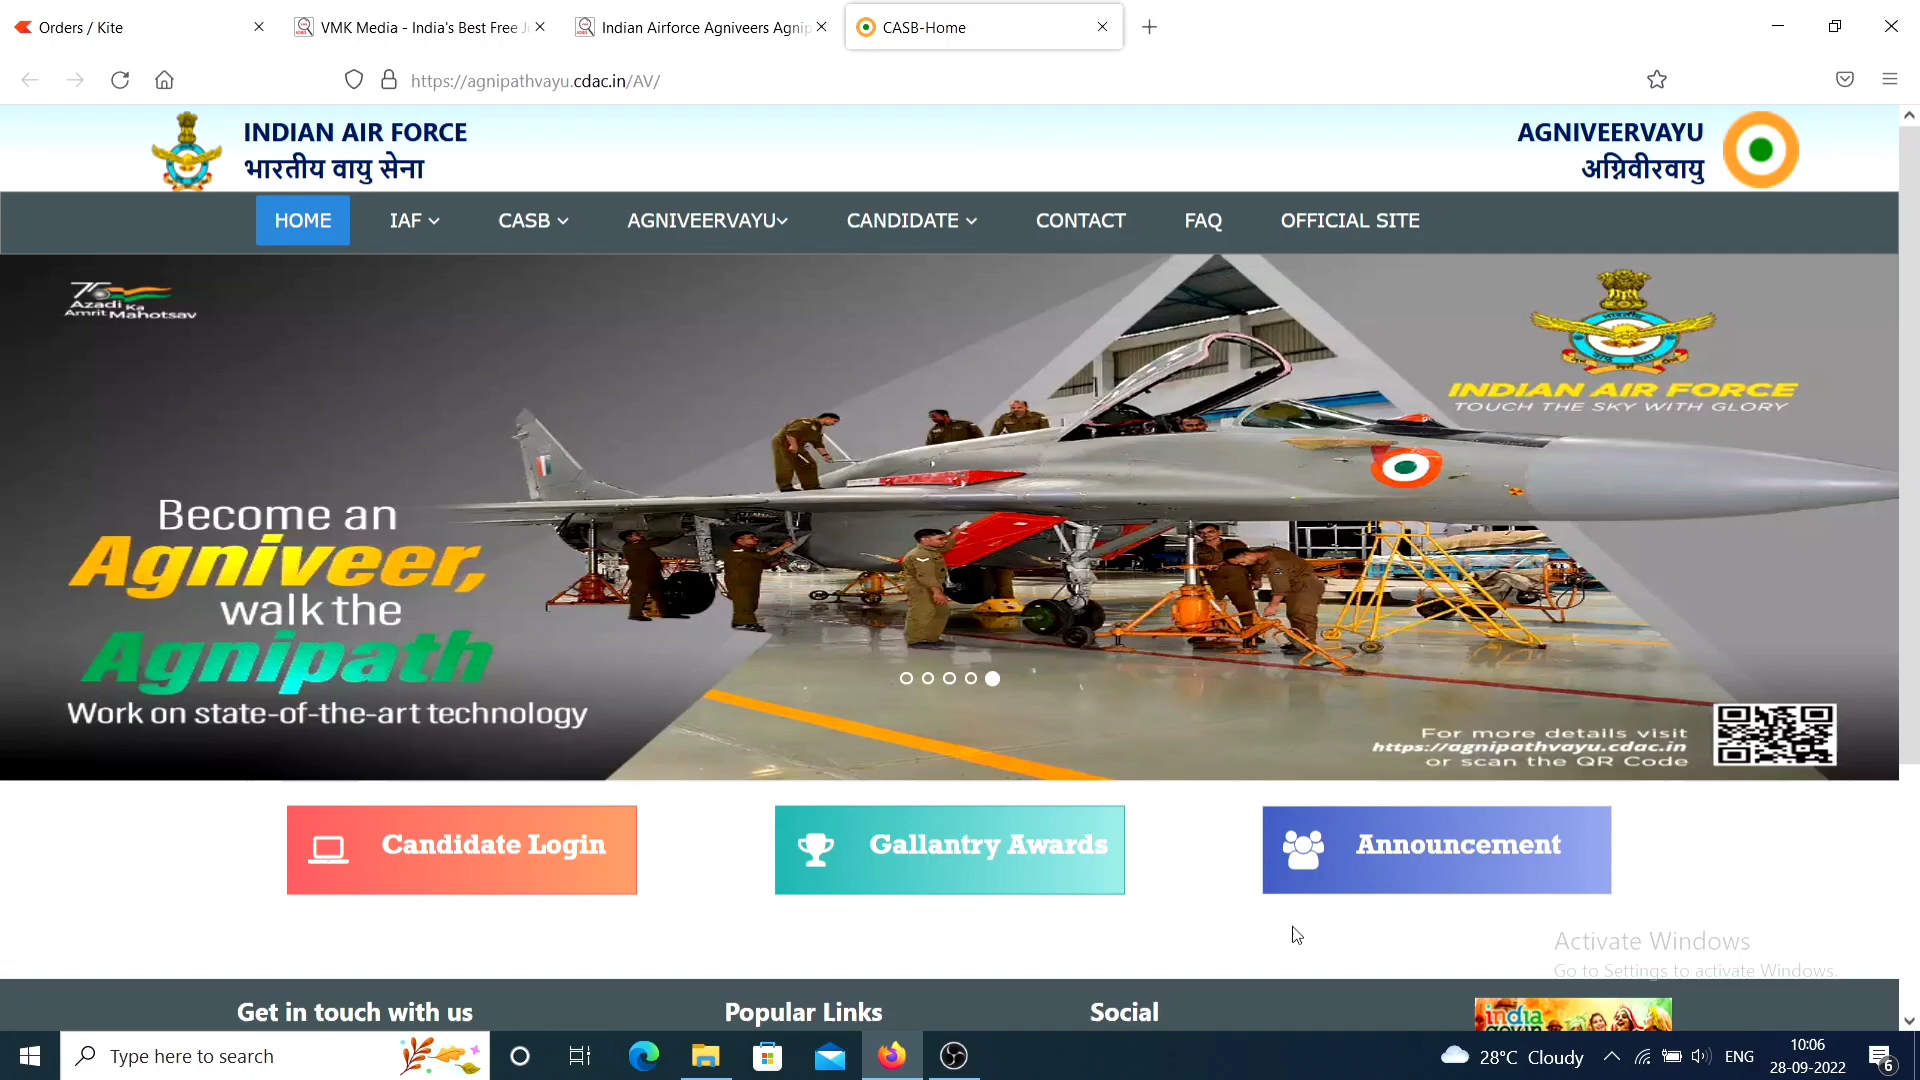 Orders / Kite
VMK Media - India's Best Free Jo
Indian Airforce Agniveers Agnip
CASB-Home
https://agnipathvayu.cdac.in/AV/
INDIAN AIR FORCE
भारतीय वायु सेना
AGNIVEERVAYU
अग्निवीरवायु
HOME
IAF
CASB
AGNIVEERVAYU
CANDIDATE
CONTACT
FAQ
OFFICIAL SITE
75
Azadi Ka
Amrit Mahotsav
INDIAN AIR FORCE
TOUCH THE SKY WITH GLORY
Become an
Agniveer,
walk the
Agnipath
Work on state-of-the-art technology
For more details visit
https://agnipathvayu.cdac.in
or scan the QR Code
Candidate Login
Gallantry Awards
Announcement
Activate Windows
Go to Settings to activate Windows.
Get in touch with us
Popular Links
Social
india
Type here to search
28°C Cloudy
ENG
10:06
28-09-2022
6